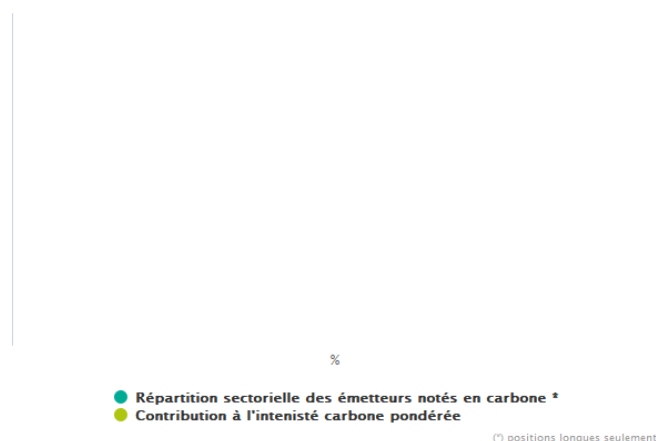 %
Répartition sectorielle des émetteurs notés en carbone *
Contribution à l'intenisté carbone pondérée
(*) positions longues seulement